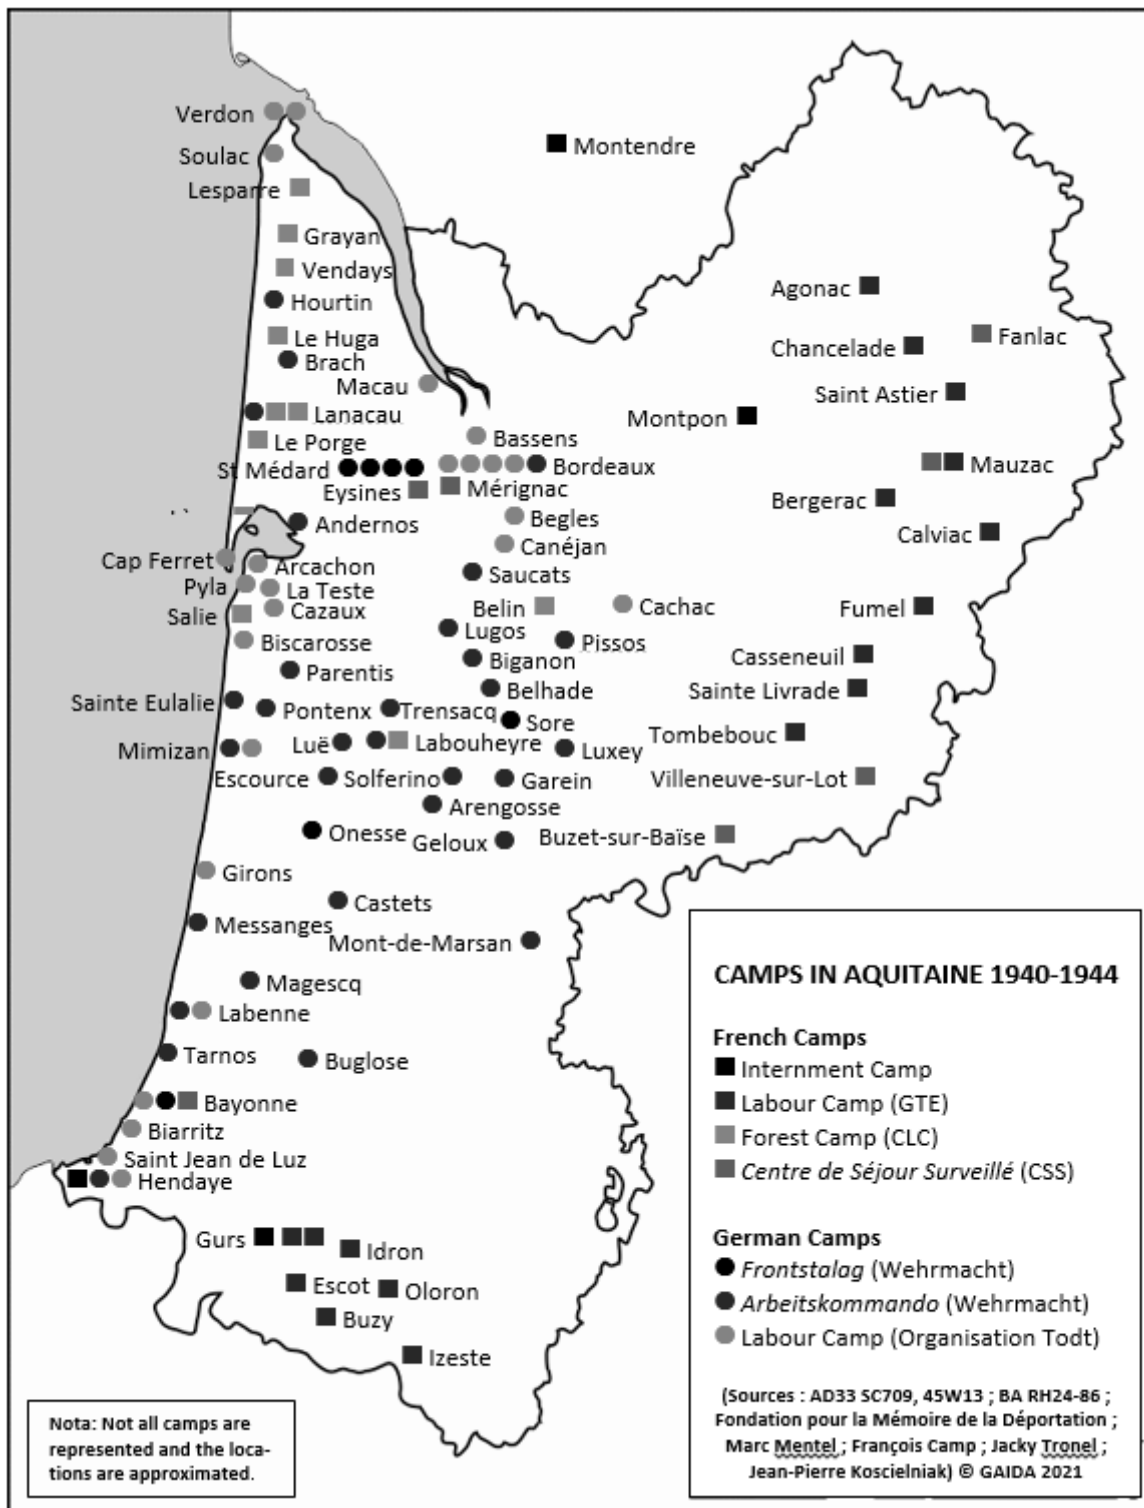 Verdon
Montendre
Soulac
Lesparre
Grayan
Vendays
Agonac
Hourtin
Le Huga
Fanlac
Chancelade
Brach
Macau
Saint Astier
Lanacau
Montpon
Bassens
Le Porge
St Médard
Bordeaux
Mauzac
Eysines
Mérignac
Bergerac
Andernos
Begles
Calviac
Canéjan
Cap Ferret
Arcachon
Saucats
Pyla
La Teste
Belin
Cachac
Fumel
Cazaux
Salie
Lugos
Biscarosse
Pissos
Casseneuil
Biganon
Parentis
Belhade
Sainte Livrade
Sainte Eulalie
Pontenx
Trensacq
Sore
Tombebouc
Mimizan
Luë
Labouheyre
Luxey
Escource
Solferino
Garein
Villeneuve-sur-Lot
Arengosse
Onesse
Geloux
Buzet-sur-Baïse
Girons
Castets
Messanges
Mont-de-Marsan
Magescq
Labenne
Tarnos
Buglose
Bayonne
Biarritz
Saint Jean de Luz
Hendaye
Gurs
Idron
Escot
Oloron
Buzy
Izeste
CAMPS IN AQUITAINE 1940-1944
French Camps
Internment Camp
Labour Camp (GTE)
Forest Camp (CLC)
Centre de Séjour Surveillé (CSS)
German Camps
Frontstalag (Wehrmacht)
Arbeitskommando (Wehrmacht)
Labour Camp (Organisation Todt)
(Sources : AD33 SC709, 45W13 ; BA RH24-86 ;
Fondation pour la Mémoire de la Déportation ;
Marc Mentel ; François Camp ; Jacky Tronel ;
Jean-Pierre Koscielniak) © GAIDA 2021
Nota: Not all camps are
represented and the loca-
tions are approximated.